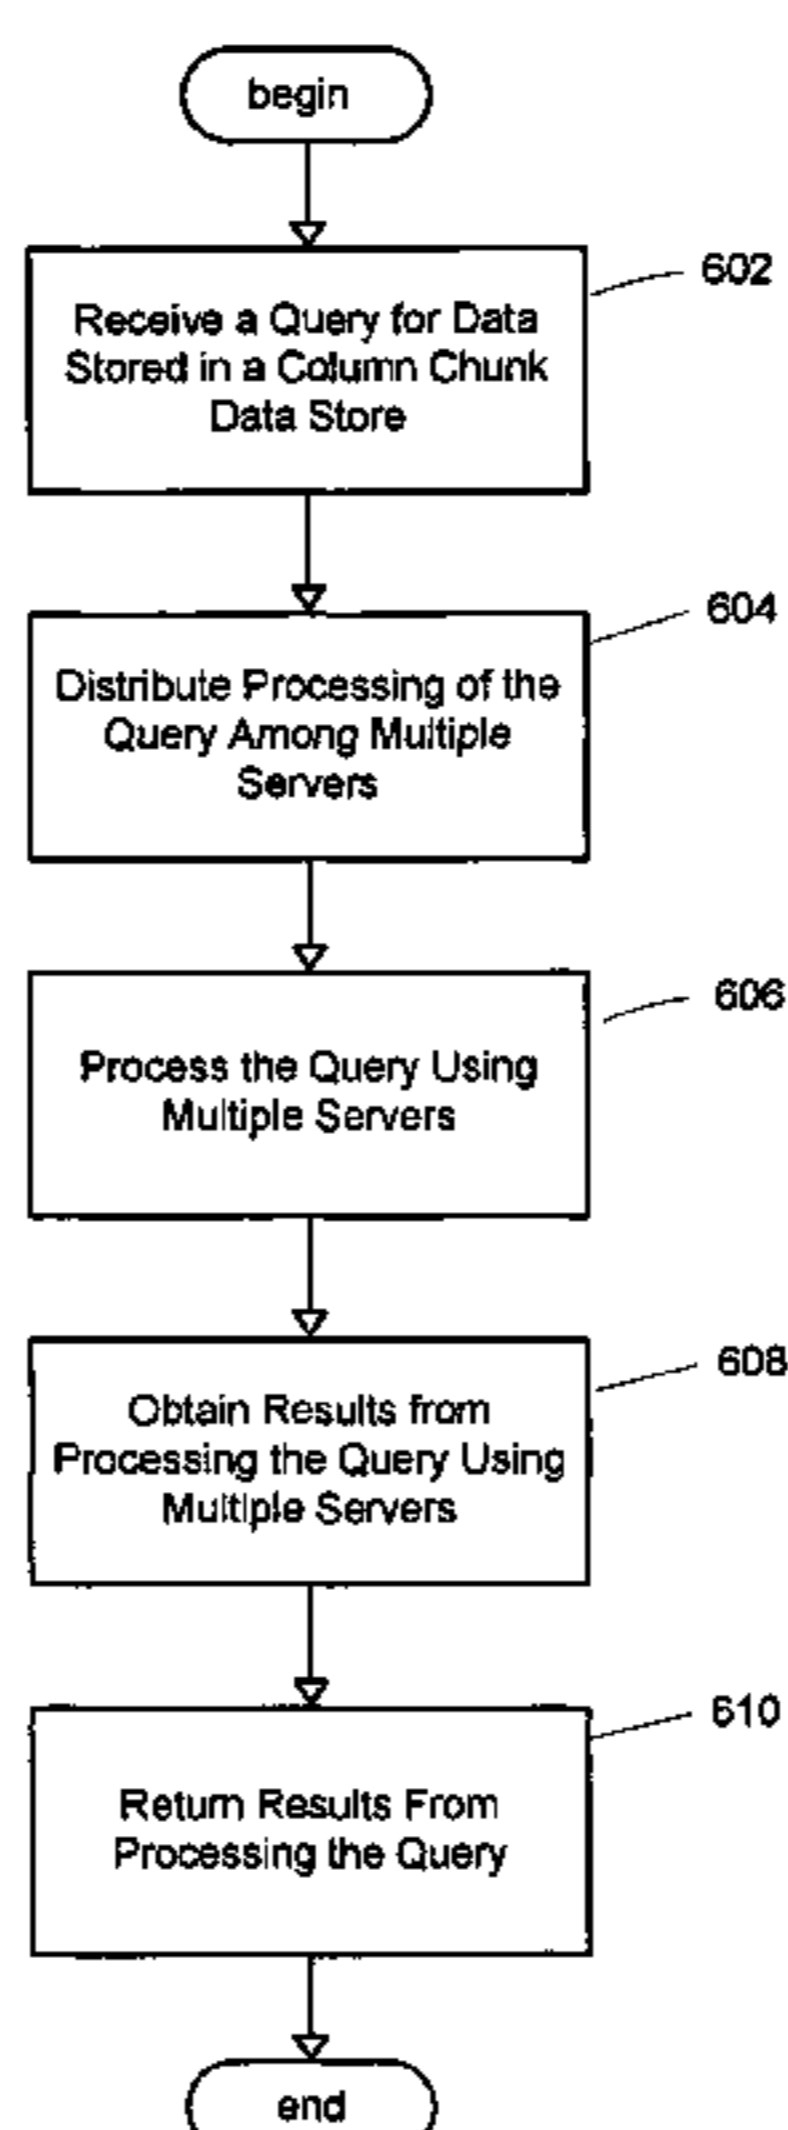 begin
602
Receive a Query for Data
Stored in a Column Chunk
Data Store
604
Distribute Processing of the
Query Among Multiple
Servers
606
Process the Query Using
Multiple Servers
608
Obtain Results from
Processing the Query Using
Multiple Servers
610
Return Results From
Processing the Query
end